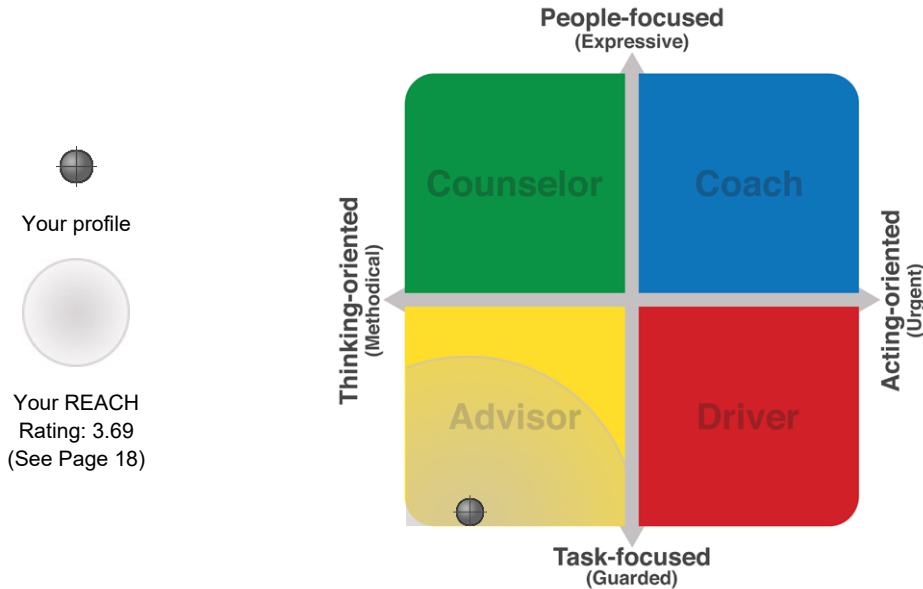 People-focused
(Expressive)
Counselor
Coach
Your profile
Thinking-oriented
(Methodical)
Acting-oriented
(Urgent)
Your REACH
Rating: 3.69
(See Page 18)
Advisor
Driver
Task-focused
(Guarded)